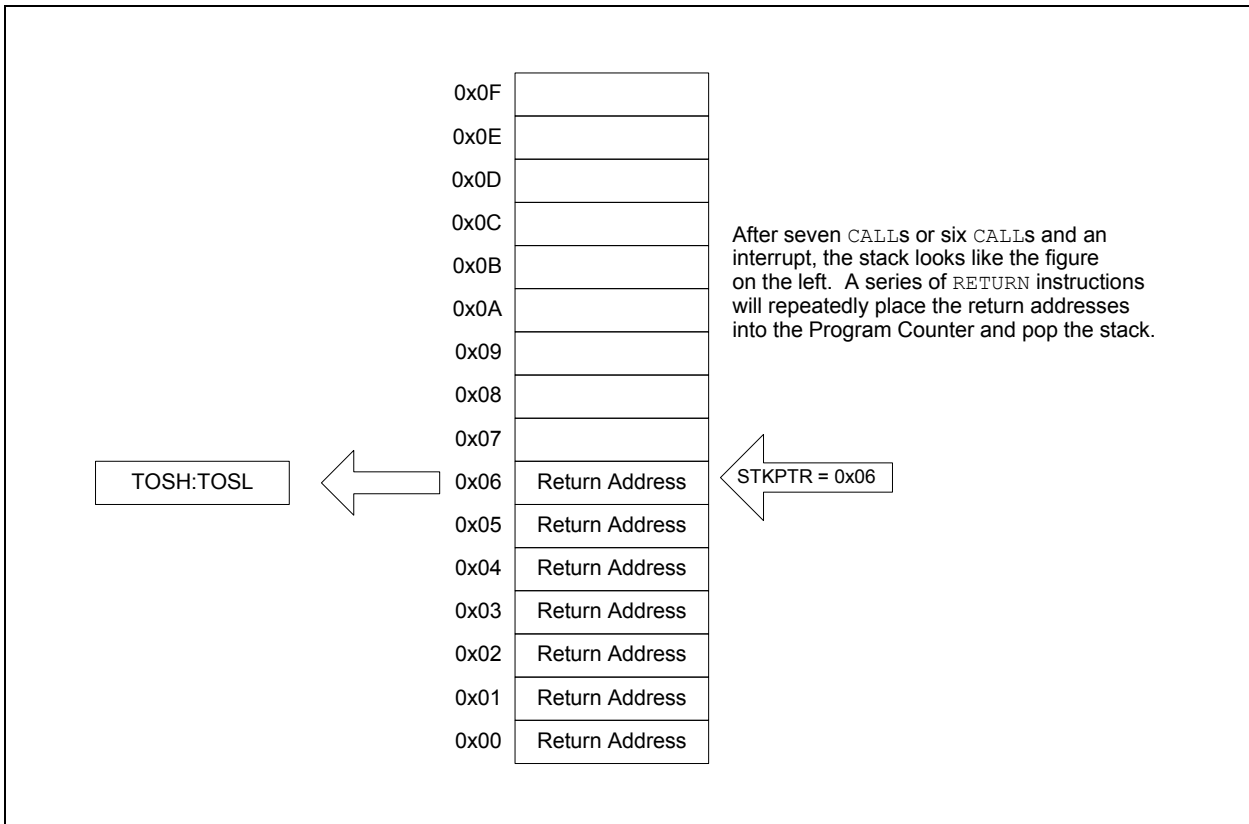 0x0F
0x0E
0x0D
0x0C
0x0B
0x0A
0x09
0x08
0x07
After seven CALLs or six CALLs and an
interrupt, the stack looks like the figure
on the left. A series of RETURN instructions
will repeatedly place the return addresses
into the Program Counter and pop the stack.
TOSH:TOSL
0x06 Return Address
STKPTR = 0x06
0x05 Return Address
0x04 Return Address
0x03 Return Address
0x02 Return Address
0x01 Return Address
0x00 Return Address